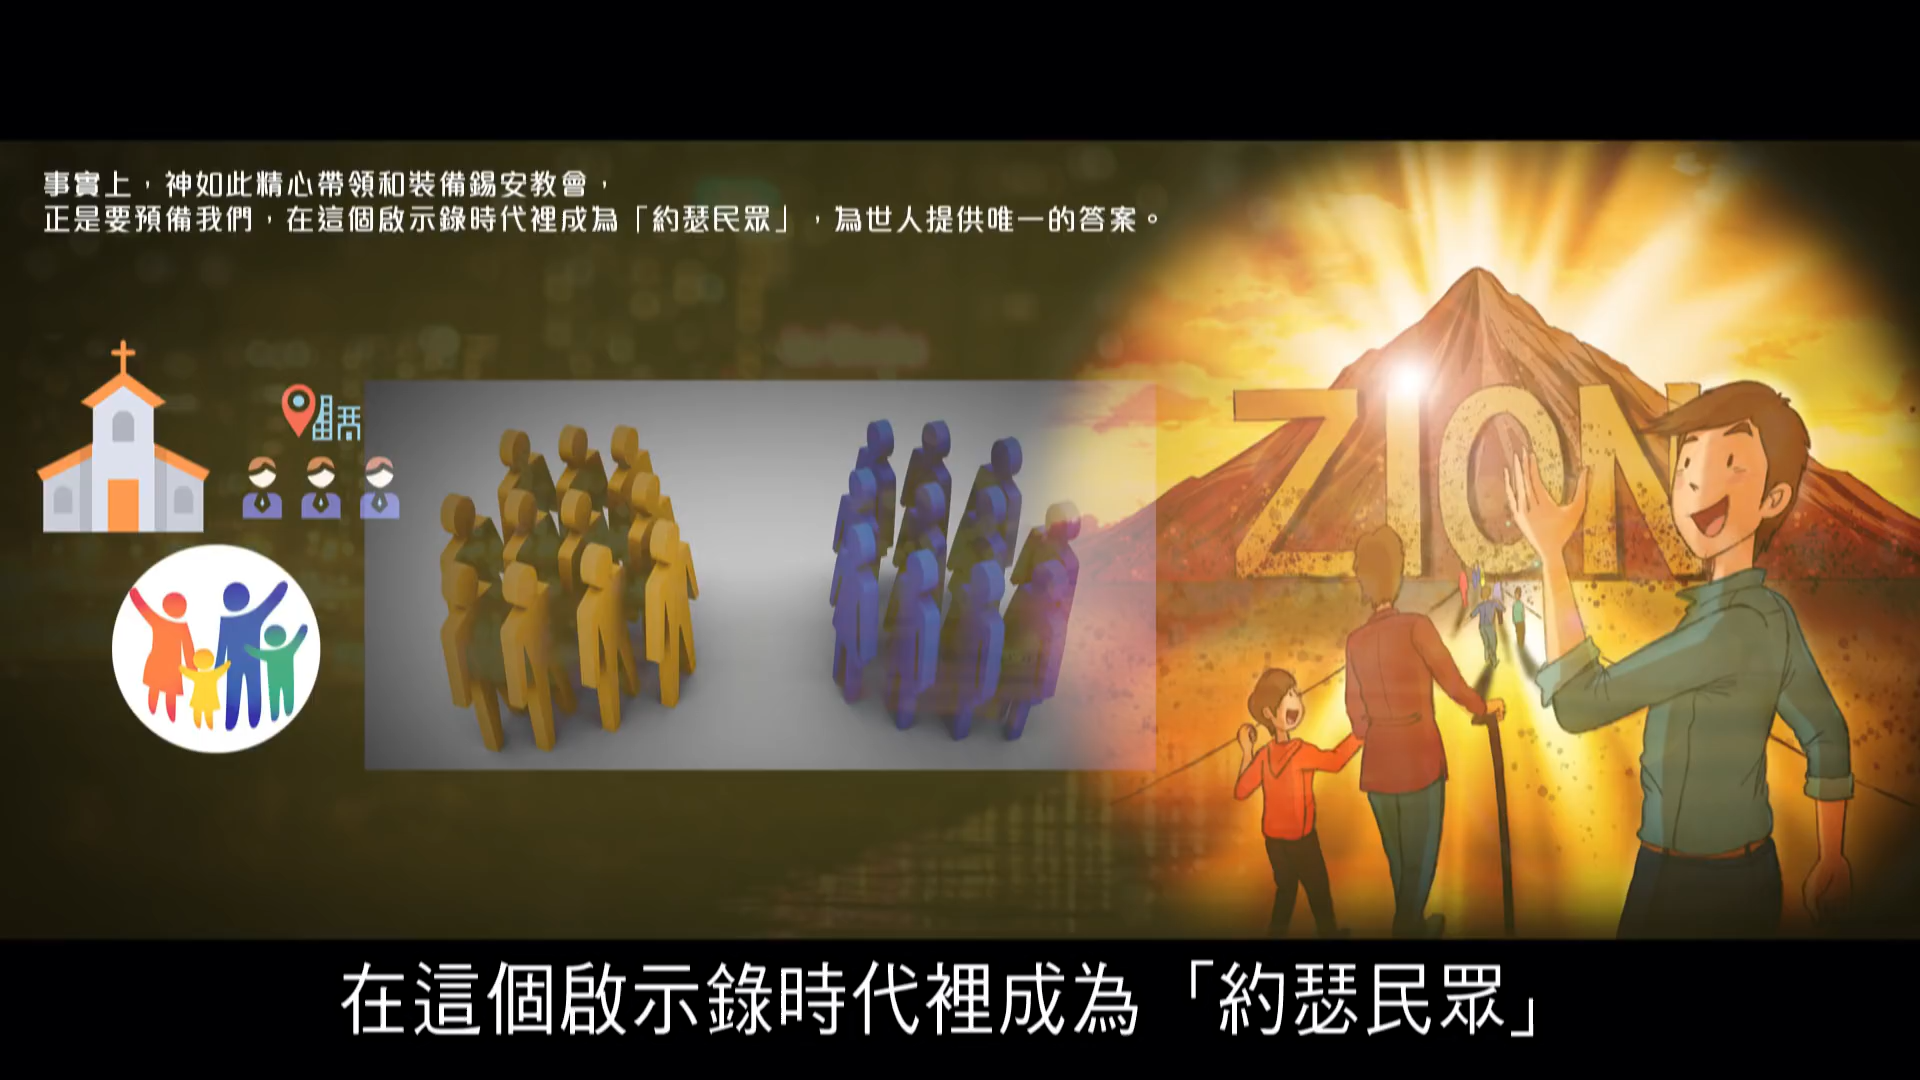 事實上，神如此精心帶領和裝備錫安教會，
正是要預備我們，在這個啟示錄時代裡成為「約瑟民眾」，為世人提供唯一的答案。
ZION
在這個啟示錄時代裡成為「約瑟民眾」